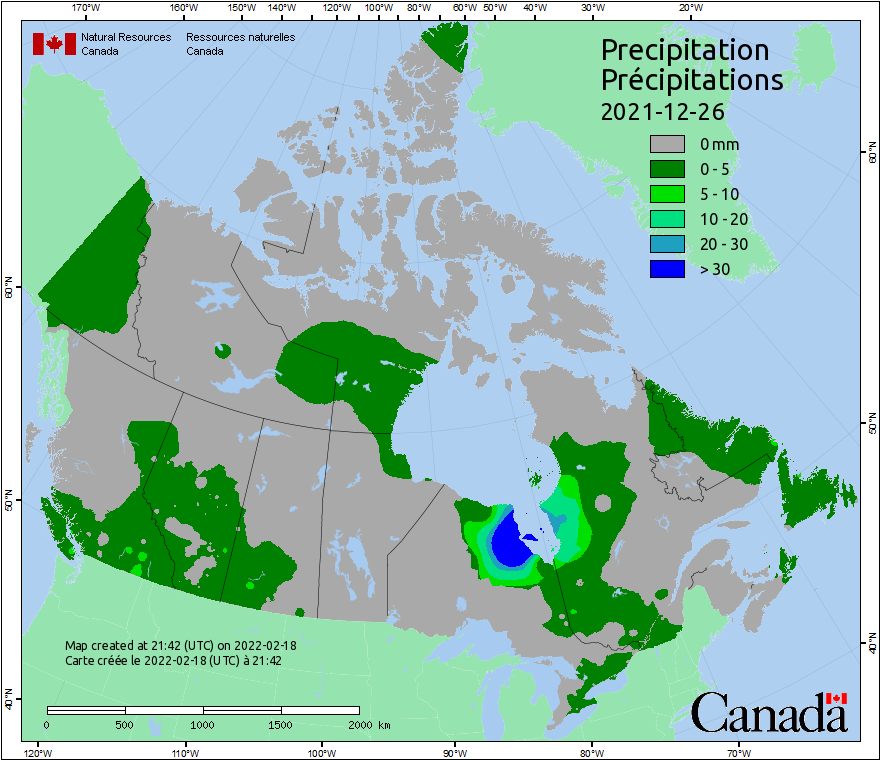 170°W 160°W 150°W 140°W 130°W 120°W 110°W 100°W 90°W 80°W 70°W 60°W 50°W 40°W 30°W 20°W
Natural Resources Ressources naturelles
Canada Canada
Precipitation
Précipitations
2021-12-26
0 mm
0 - 5
5 - 10
10 - 20
20 - 30
> 30
60°N
50°N
40°N
60°N
50°N
40°N
Map created at 21:42 (UTC) on 2022-02-18
Carte créée le 2022-02-18 (UTC) à 21:42
0 500 1000 1500 2000 km
Canada
120°W 110°W 100°W 90°W 80°W 70°W